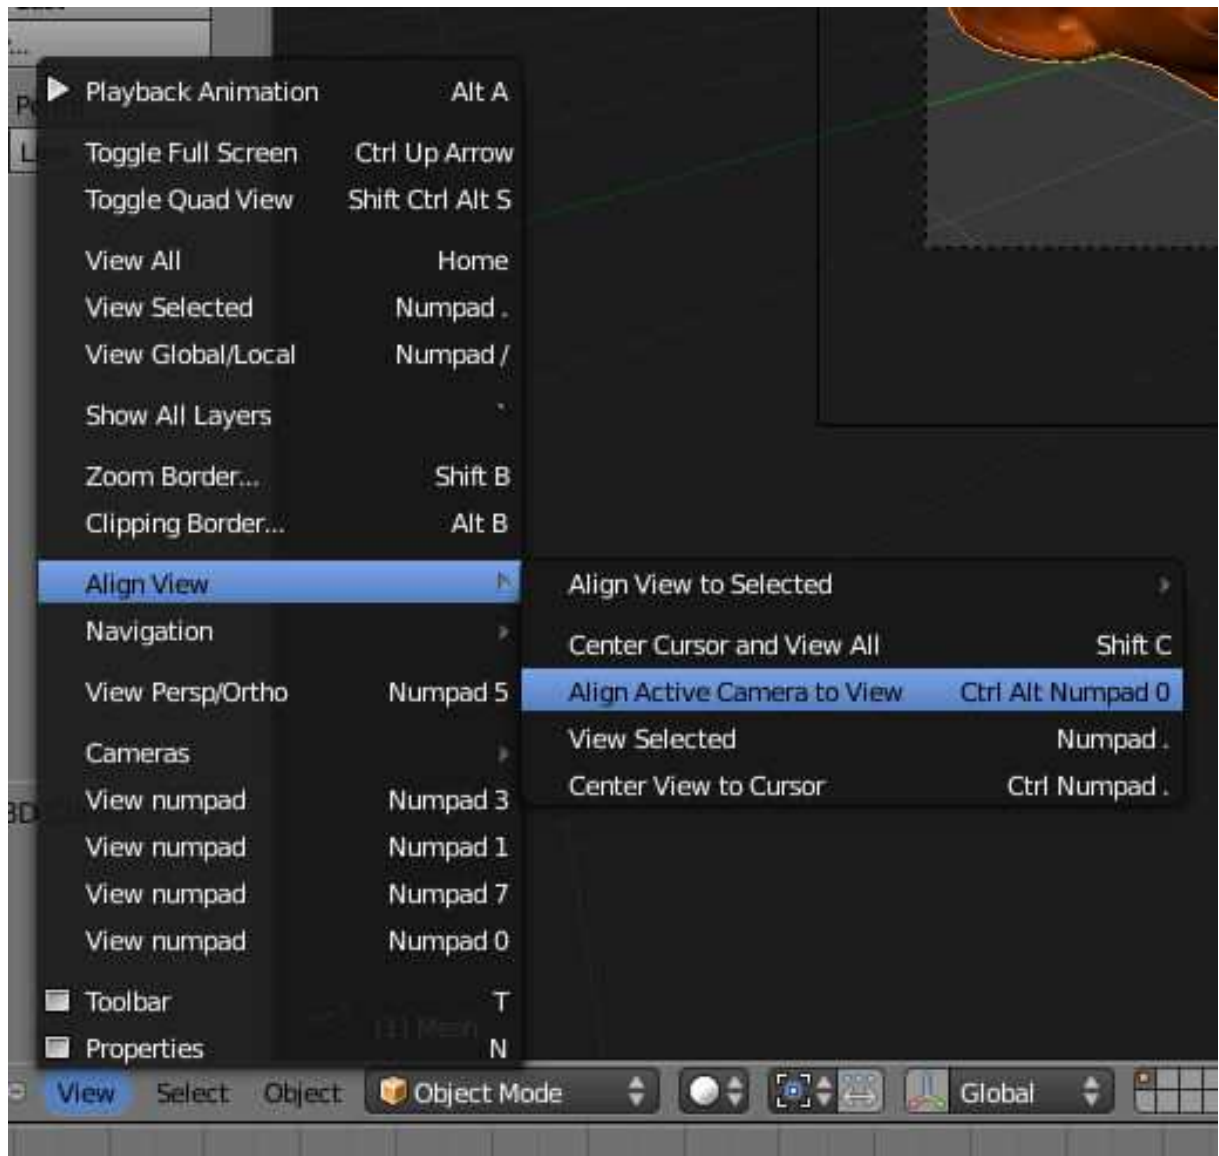 Playback Animation Alt A
Toggle Full Screen Ctrl Up Arrow
Toggle Quad View Shift Ctrl Alt S
View All Home
View Selected Numpad .
View Global/Local Numpad /
Show All Layers `
Zoom Border... Shift B
Clipping Border... Alt B
Align View
Align View to Selected
Navigation
Center Cursor and View All Shift C
View Persp/Ortho Numpad 5
Align Active Camera to View Ctrl Alt Numpad 0
View Selected Numpad .
Cameras
Center View to Cursor Ctrl Numpad .
View numpad Numpad 3
3D
View numpad Numpad 1
View numpad Numpad 7
View numpad Numpad 0
Toolbar T
(1) Mesh
Properties N
View Select Object Object Mode Global